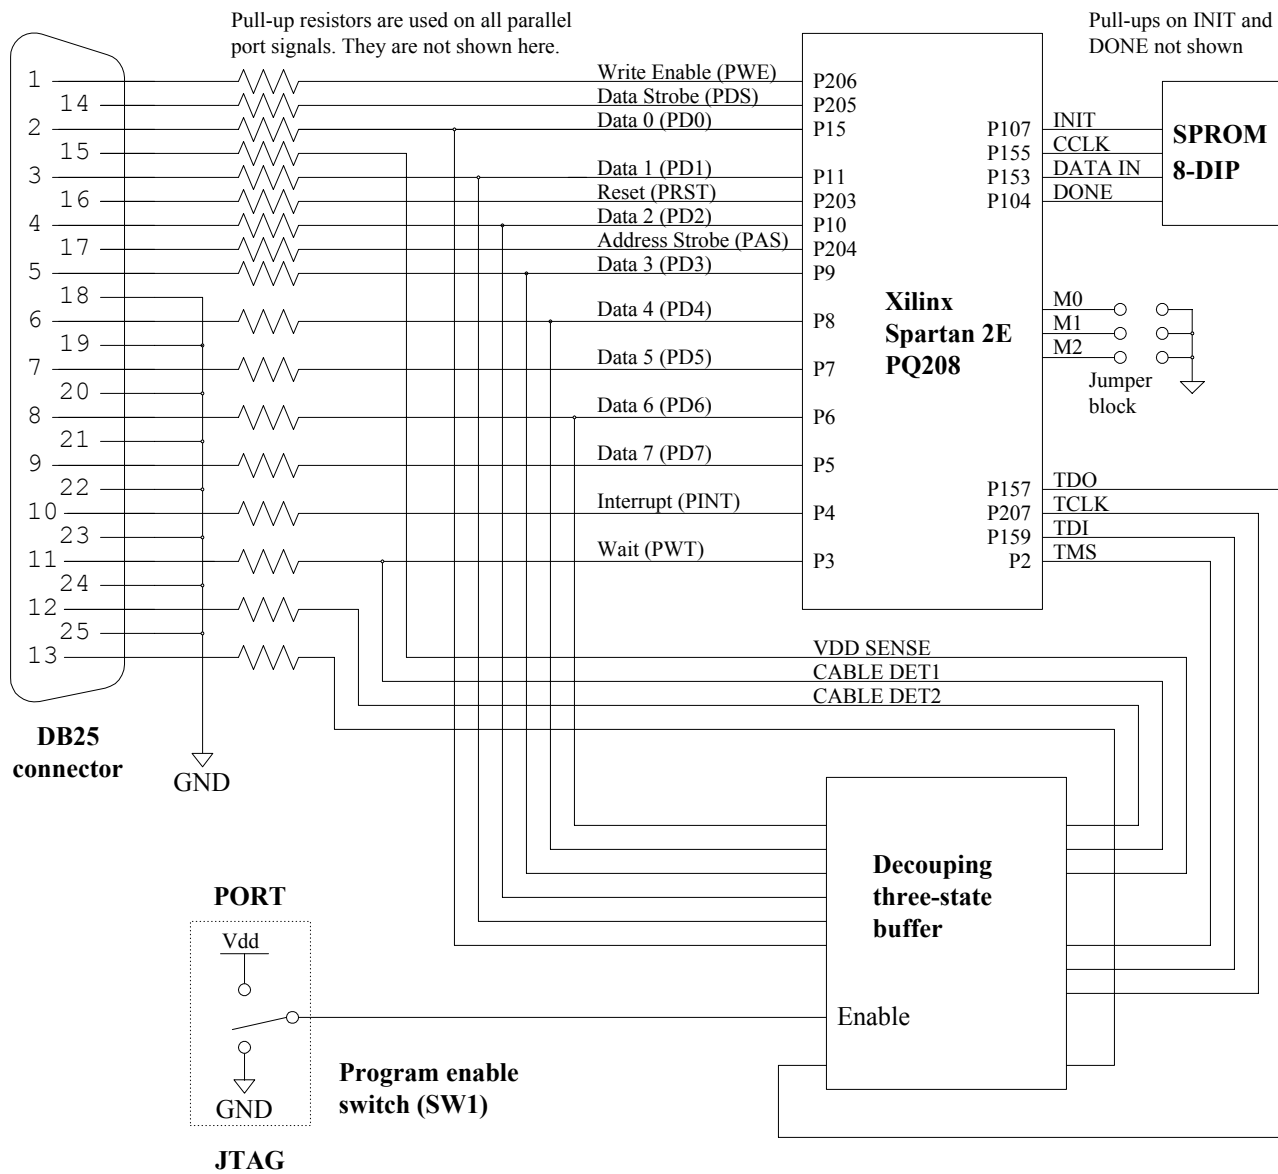 Pull-up resistors are used on all parallel
port signals. They are not shown here.
Pull-ups on INIT and
DONE not shown
1
14
2
15
3
16
4
17
5
18
6
19
7
20
8
21
9
22
10
23
11
24
12
25
13
DB25
connector
GND
Write Enable (PWE)
Data Strobe (PDS)
Data 0 (PD0)
Data 1 (PD1)
Reset (PRST)
Data 2 (PD2)
Address Strobe (PAS)
Data 3 (PD3)
Data 4 (PD4)
Data 5 (PD5)
Data 6 (PD6)
Data 7 (PD7)
Interrupt (PINT)
Wait (PWT)
P206
P205
P15
P11
P203
P10
P204
P9
P8
P7
P6
P5
P4
P3
Xilinx
Spartan 2E
PQ208
P107
P155
P153
P104
INIT
CCLK
DATA IN
DONE
SPROM
8-DIP
M0
M1
M2
Jumper
block
P157
P207
P159
P2
TDO
TCLK
TDI
TMS
VDD SENSE
CABLE DET1
CABLE DET2
Decouping
three-state
buffer
Enable
PORT
Vdd
GND
JTAG
Program enable
switch (SW1)